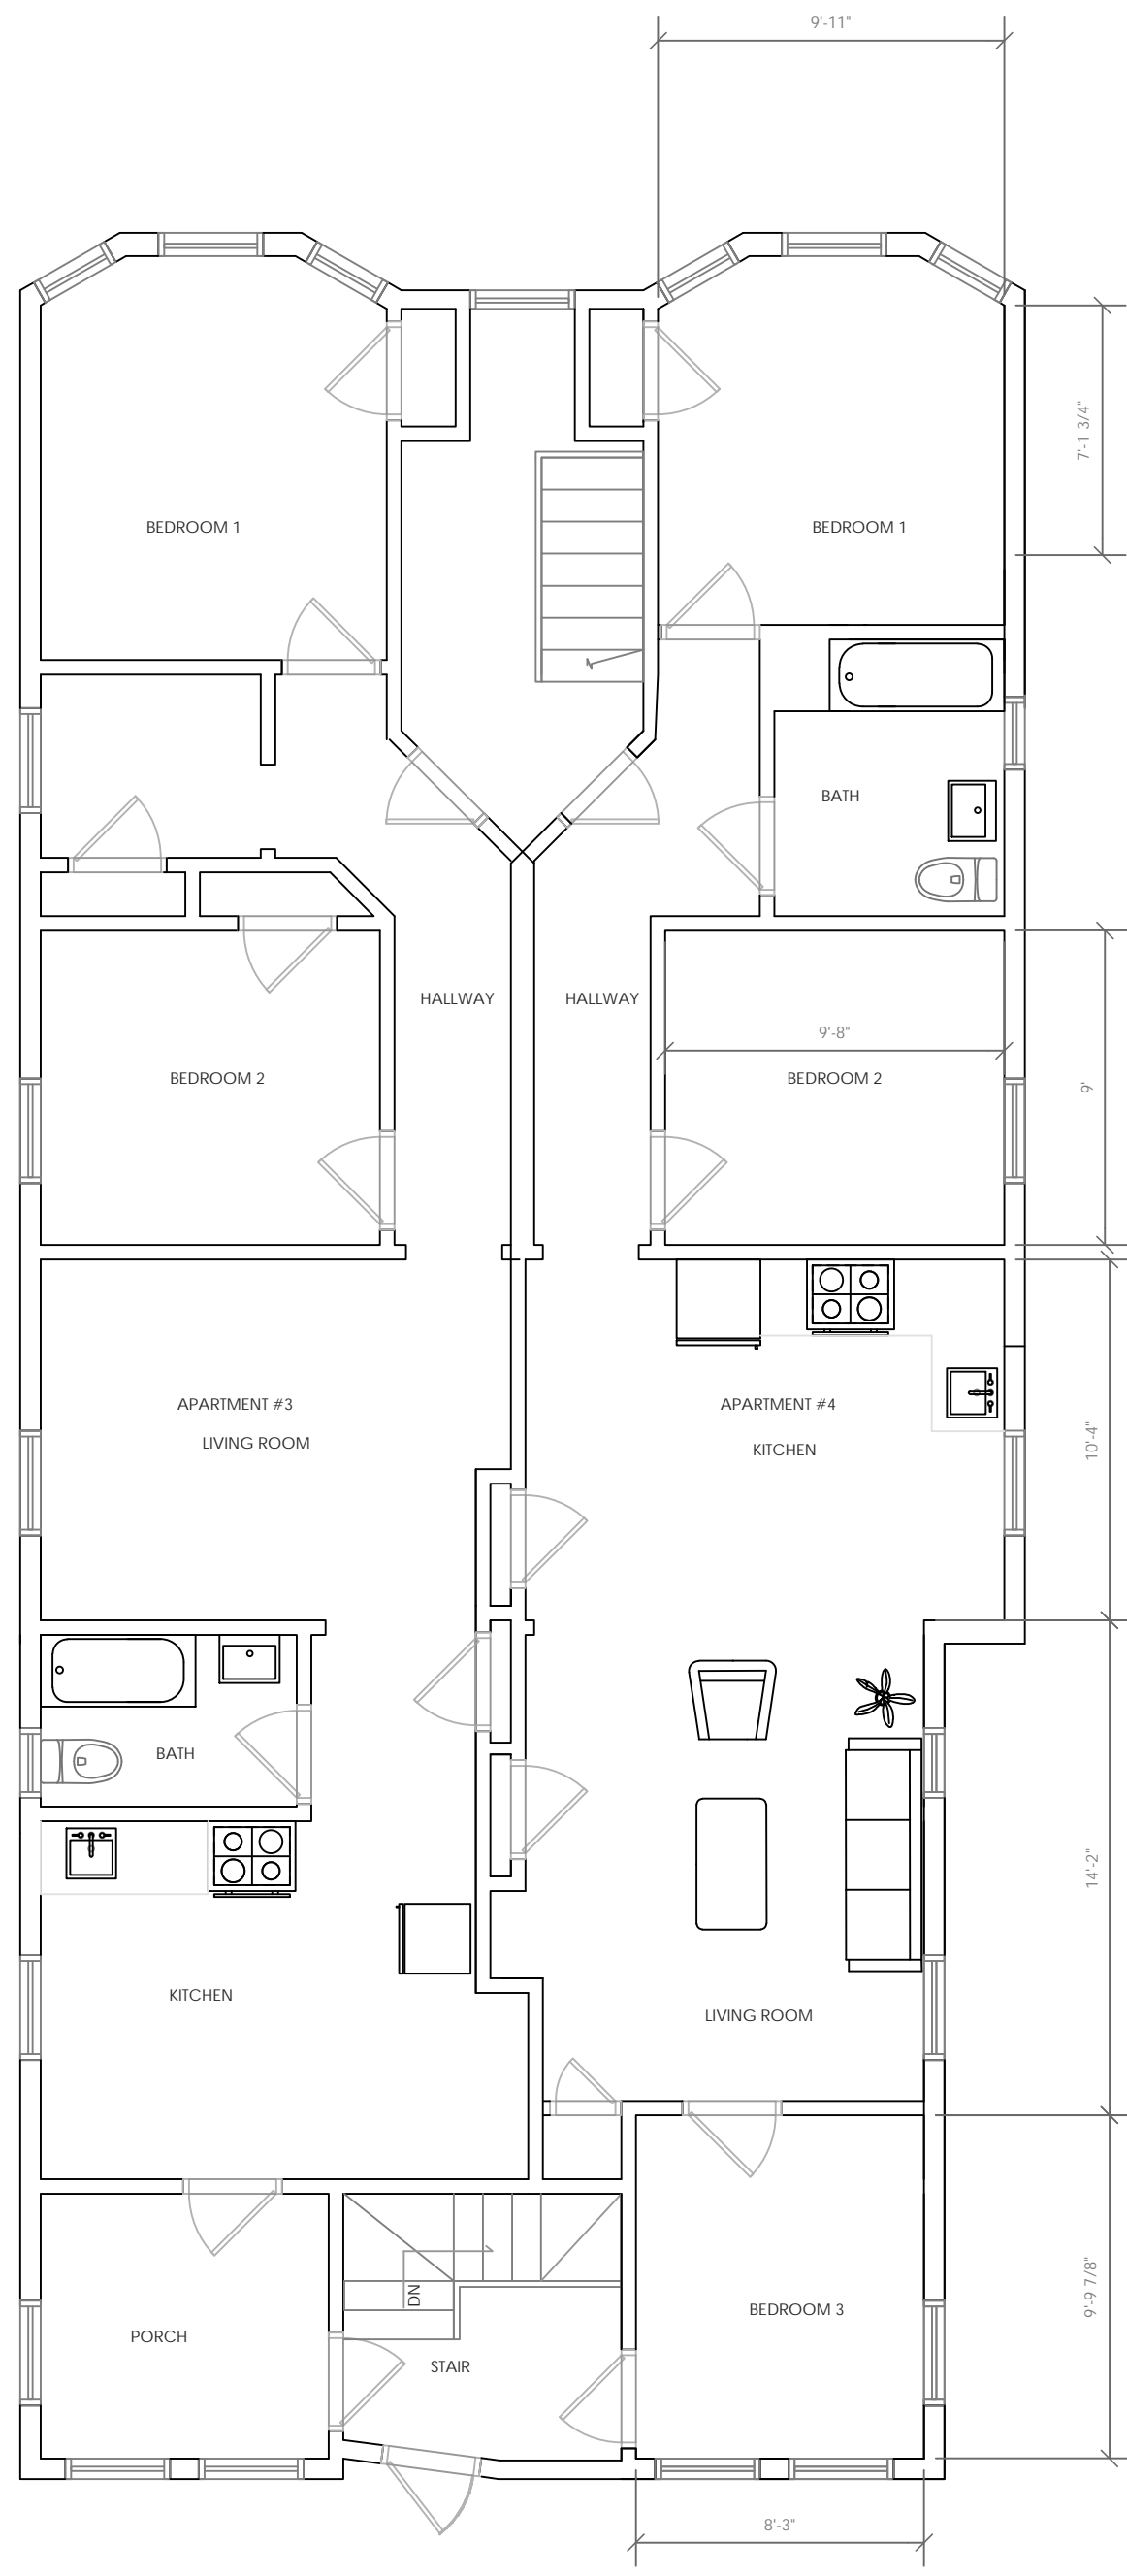 9'-11"
7'-1 3/4"
BEDROOM 1
BEDROOM 1
BATH
HALLWAY
HALLWAY
9'-8"
BEDROOM 2
BEDROOM 2
9'
APARTMENT #3
APARTMENT #4
LIVING ROOM
KITCHEN
10'-4"
BATH
14'-2"
KITCHEN
LIVING ROOM
DN
9'-9 7/8"
BEDROOM 3
PORCH
STAIR
8'-3"